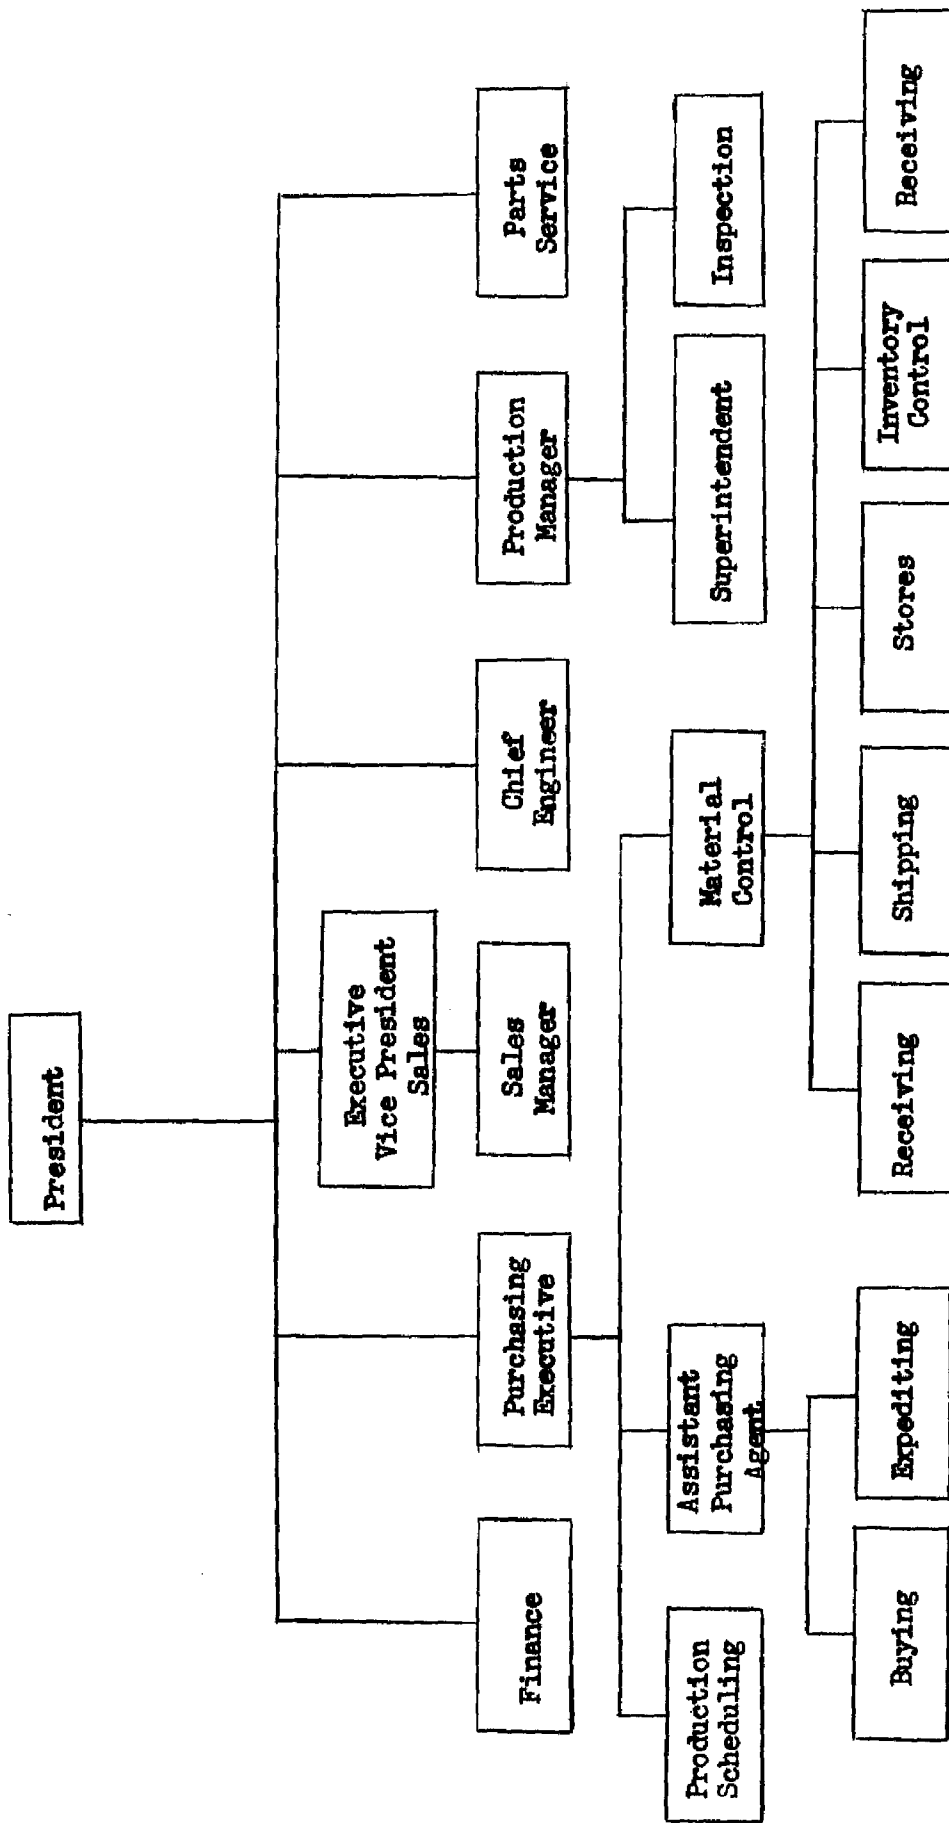 President
Executive
Vice President
Sales
Finance
Purchasing
Executive
Sales
Manager
Chief
Engineer
Production
Manager
Parts
Service
Production
Scheduling
Assistant
Purchasing
Agent
Material
Control
Superintendent
Inspection
Buying
Expediting
Receiving
Shipping
Stores
Inventory
Control
Receiving